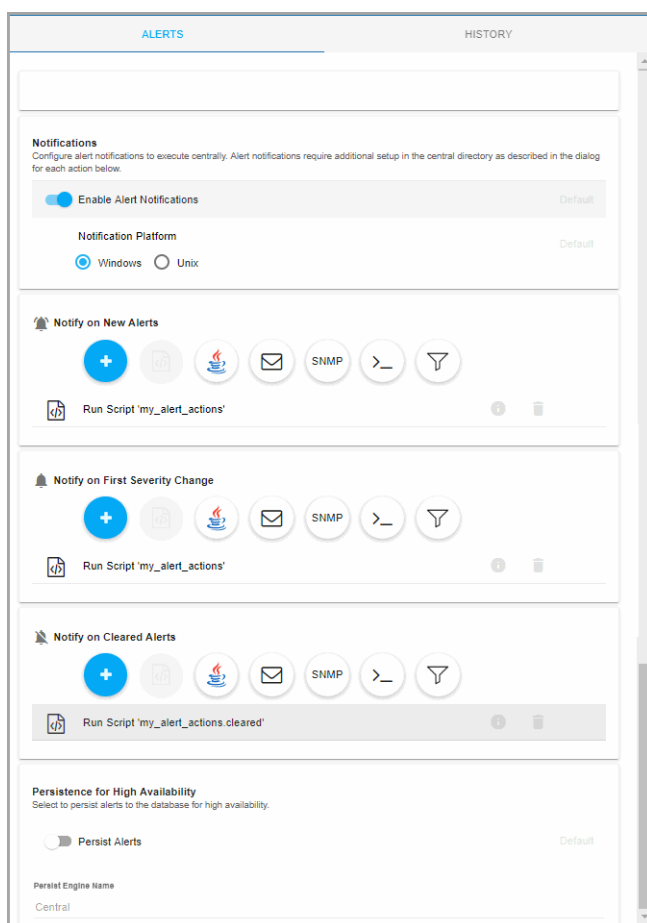 ALERTS HISTORY
Notifications
Configure alert notifications to execute centrally. Alert notifications require additional setup in the central directory as described in the dialog
for each action below.
Enable Alert Notifications Default
Notification Platform Default
Windows Unix
Notify on New Alerts
SNMP
Run Script 'my_alert_actions'
Notify on First Severity Change
SNMP
Run Script 'my_alert_actions'
Notify on Cleared Alerts
SNMP
Run Script 'my_alert_actions.cleared'
Persistence for High Availability
Select to persist alerts to the database for high availability.
Persist Alerts Default
Persist Engine Name
Central